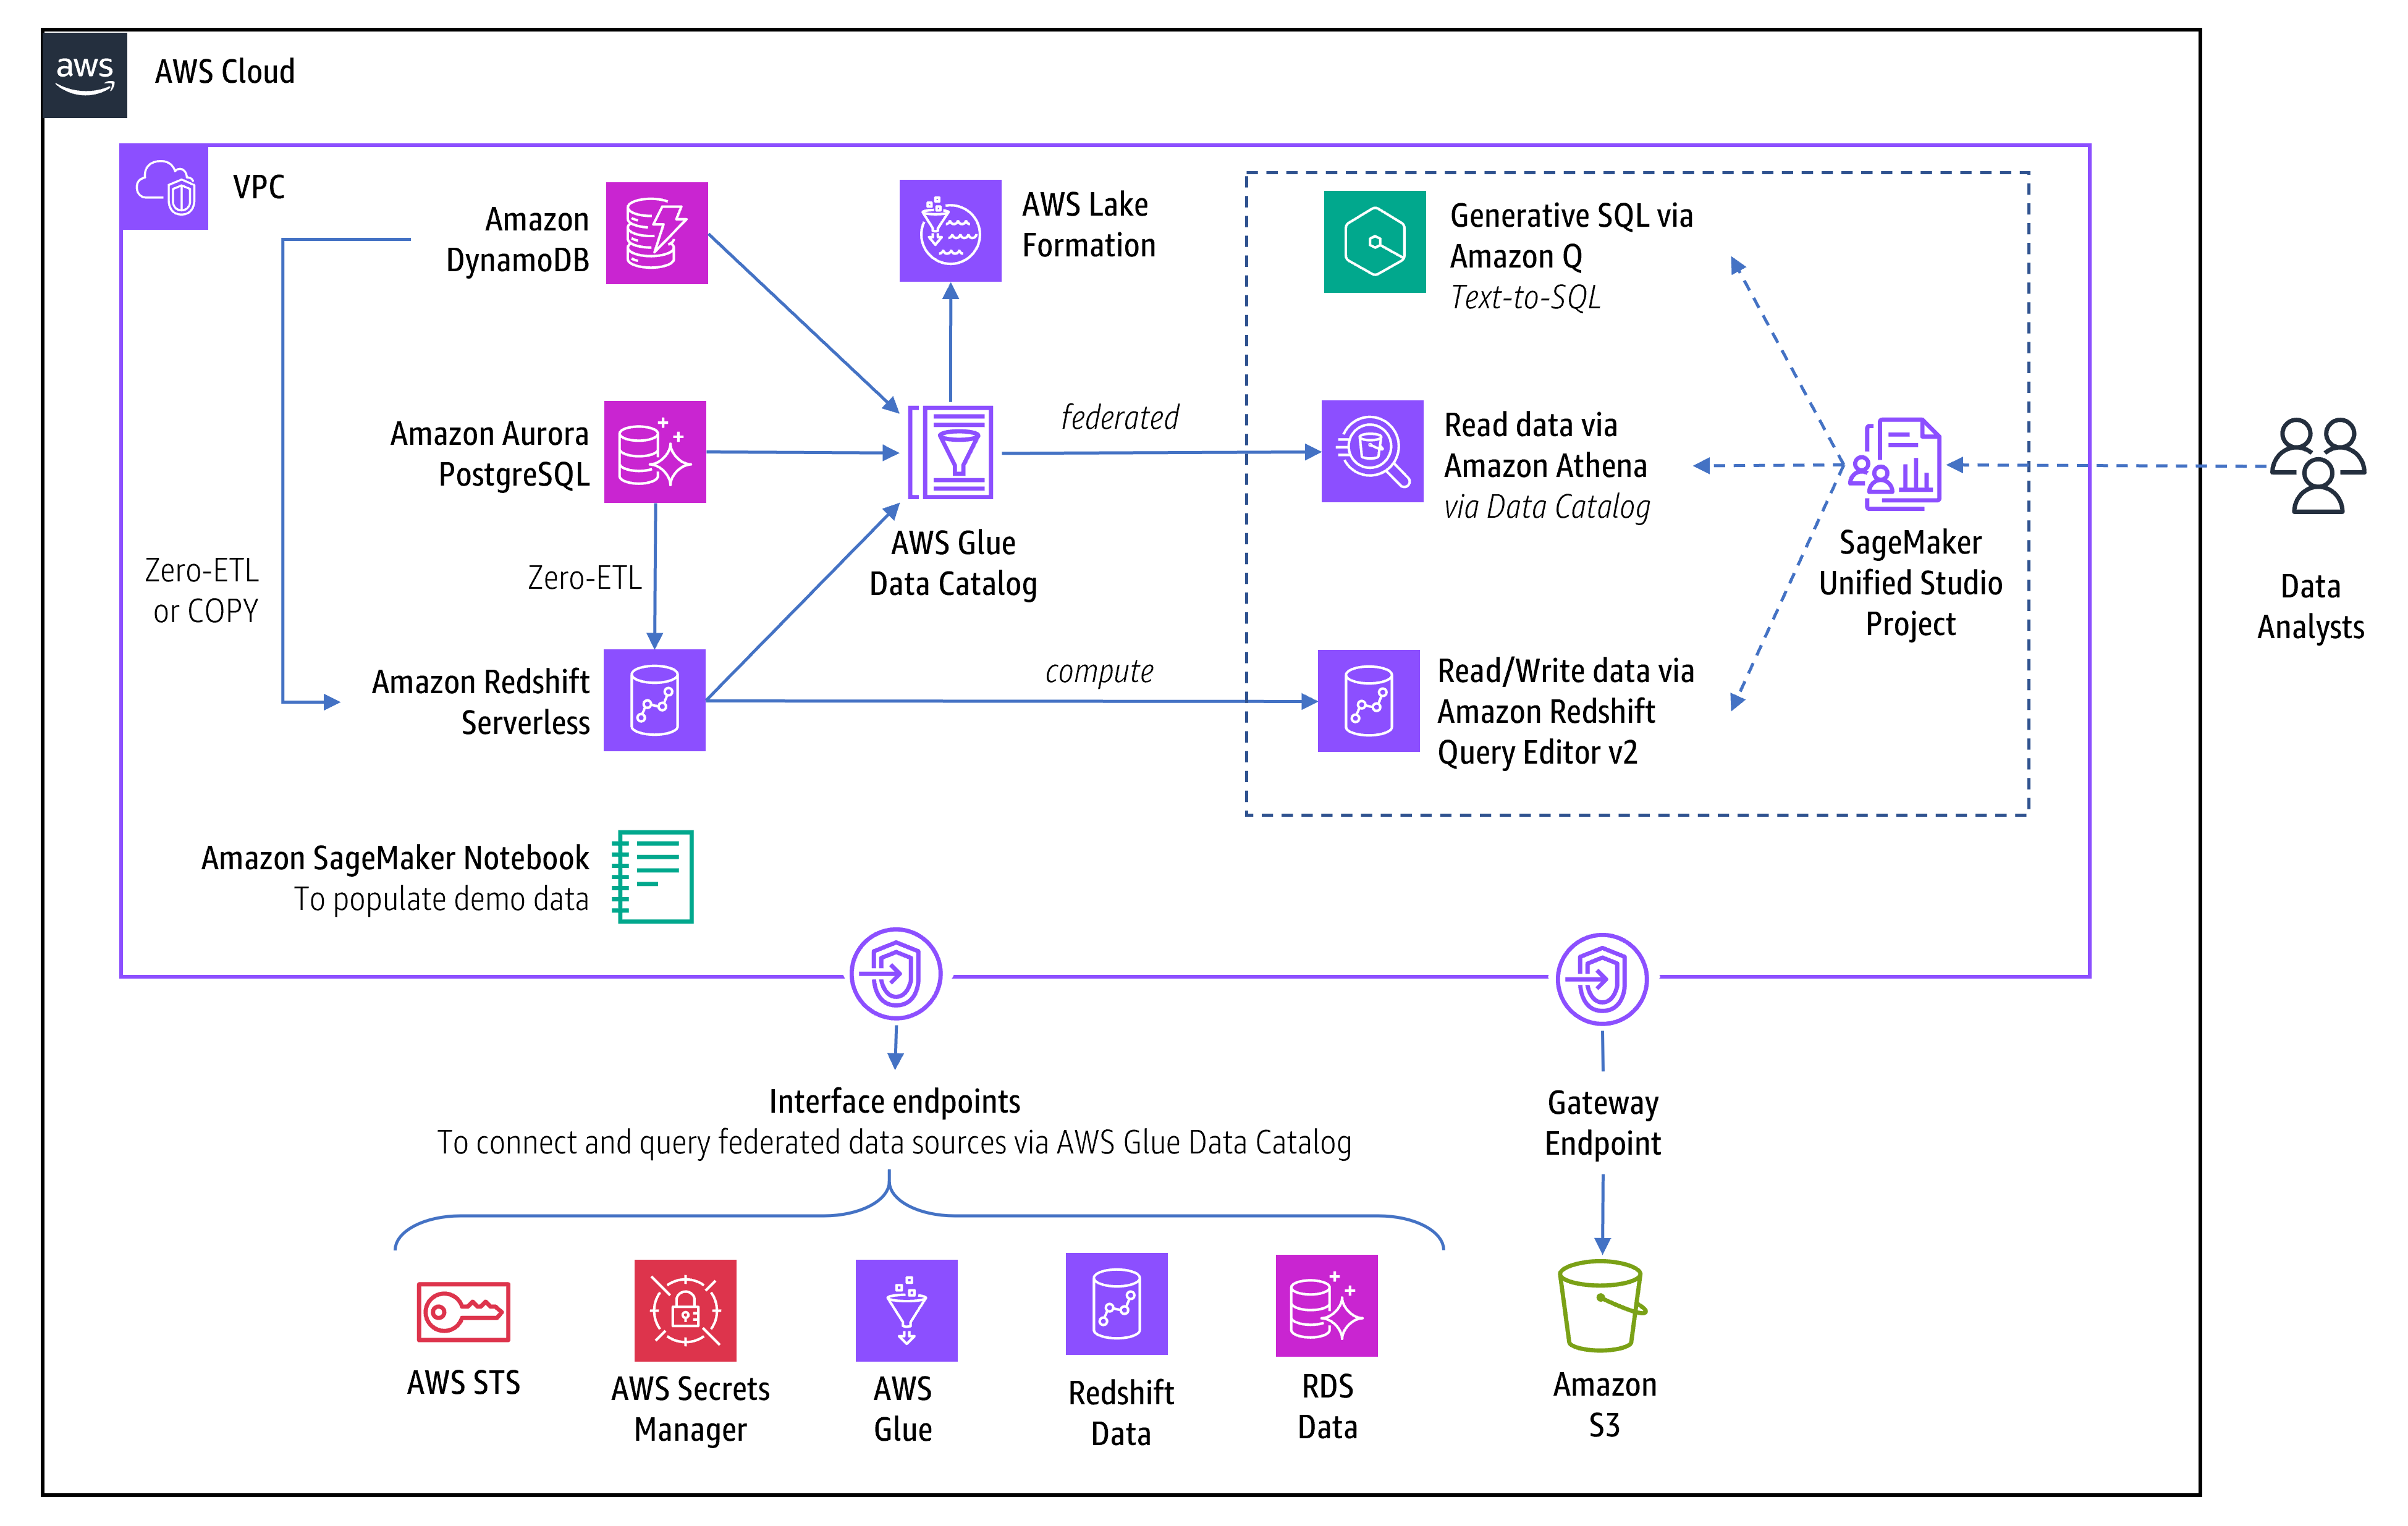 aws
AWS Cloud
VPC
Amazon
DynamoDB
AWS Lake
Formation
Generative SQL via
Amazon Q
Text-to-SQL
Amazon Aurora
PostgreSQL
federated
Read data via
Amazon Athena
via Data Catalog
AWS Glue
Data Catalog
SageMaker
Unified Studio
Project
Data
Analysts
Zero-ETL
or COPY
Zero-ETL
Amazon Redshift
Serverless
compute
Read/Write data via
Amazon Redshift
Query Editor v2
Amazon SageMaker Notebook
To populate demo data
Interface endpoints
To connect and query federated data sources via AWS Glue Data Catalog
Gateway
Endpoint
AWS STS
AWS Secrets
Manager
AWS
Glue
Redshift
Data
RDS
Data
Amazon
S3